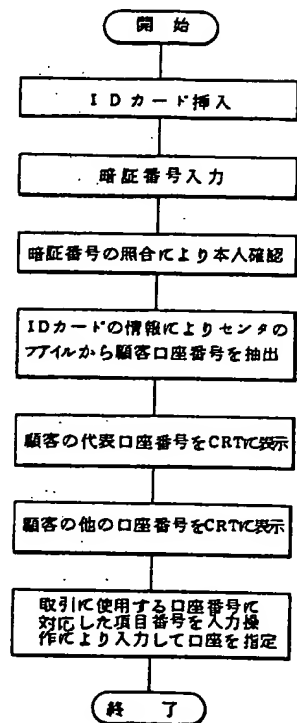 開始
IDカード挿入
暗証番号入力
暗証番号の照合により本人確認
IDカードの情報によりセンタの
ファイルから顧客口座番号を抽出
顧客の代表口座番号をCRTに表示
顧客の他の口座番号をCRTに表示
取引に使用する口座番号に
対応した項目番号を入力操
作により入力して口座を指定
終了